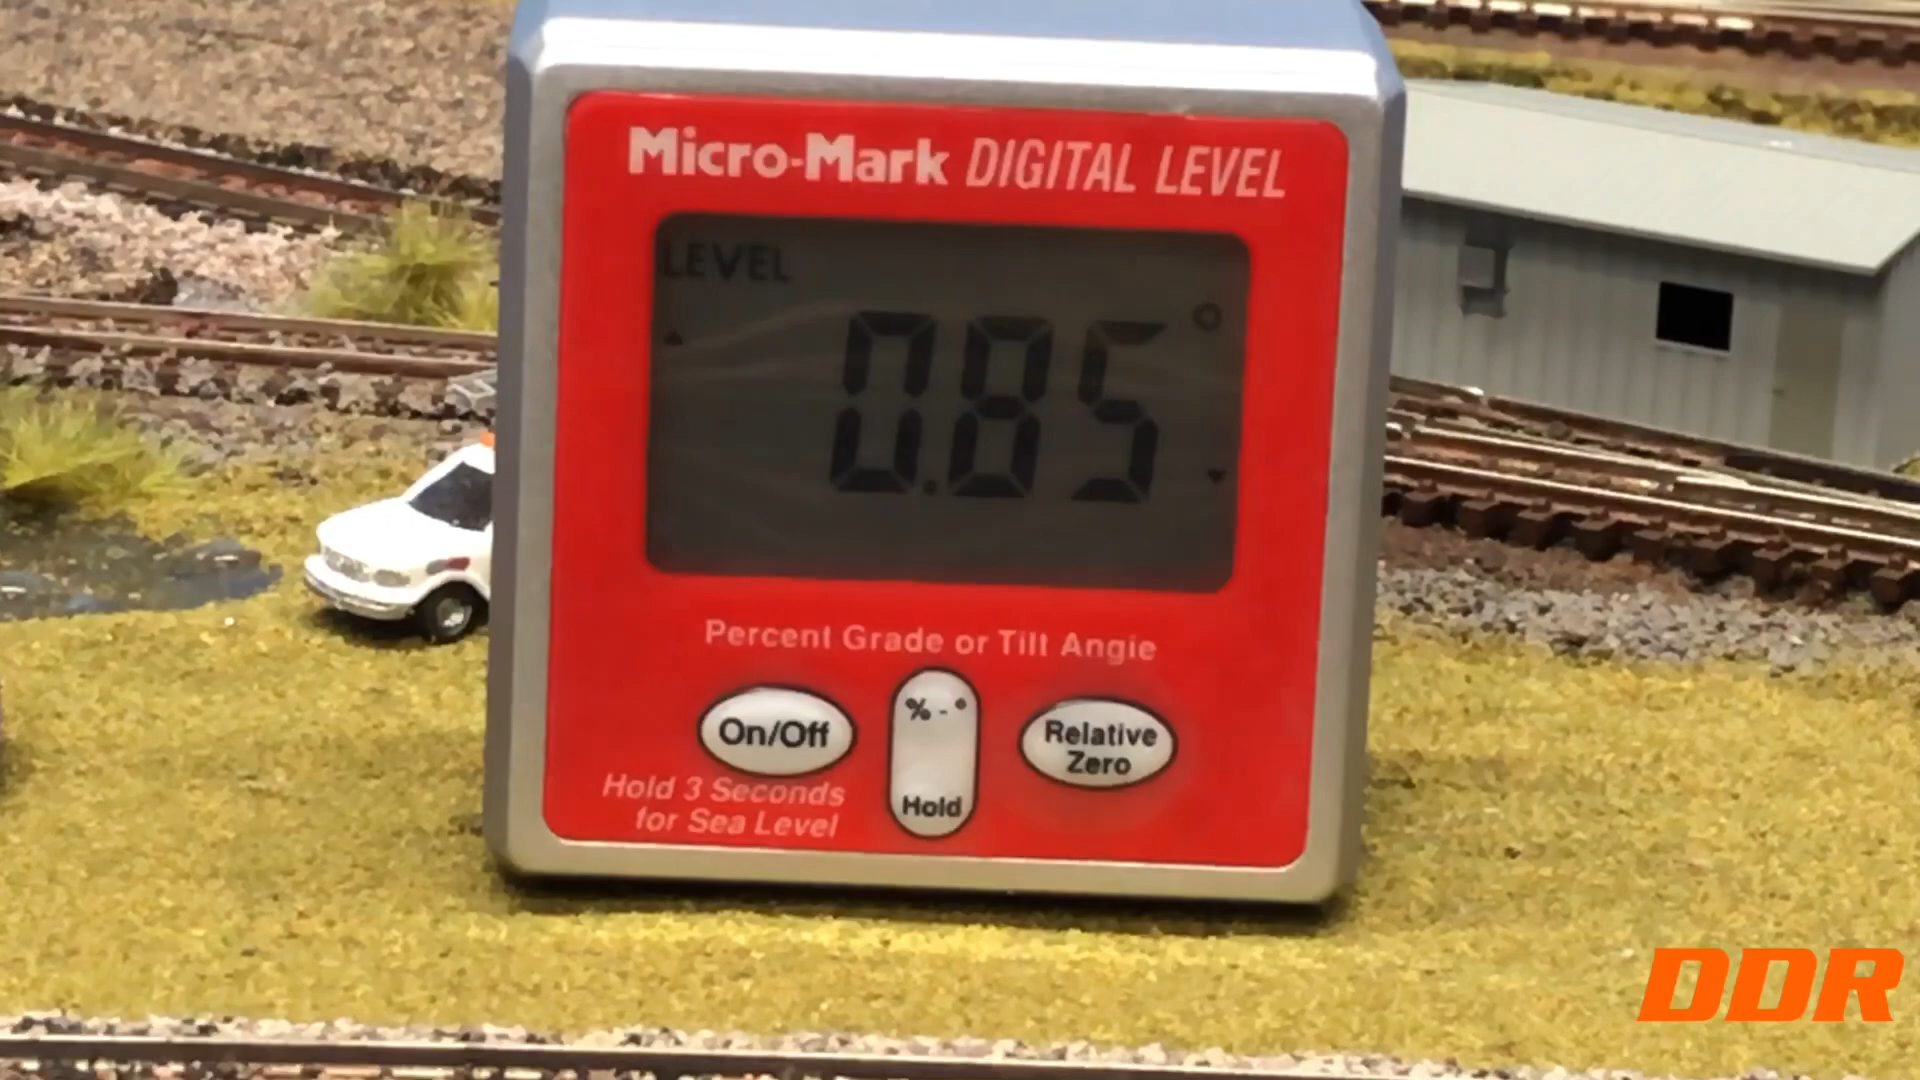 Micro-Mark DIGITAL LEVEL
LEVEL
0.85°
Percent Grade or Tilt Angle
On/Off
% - °
Hold
Relative
Zero
Hold 3 Seconds
for Sea Level
DDR